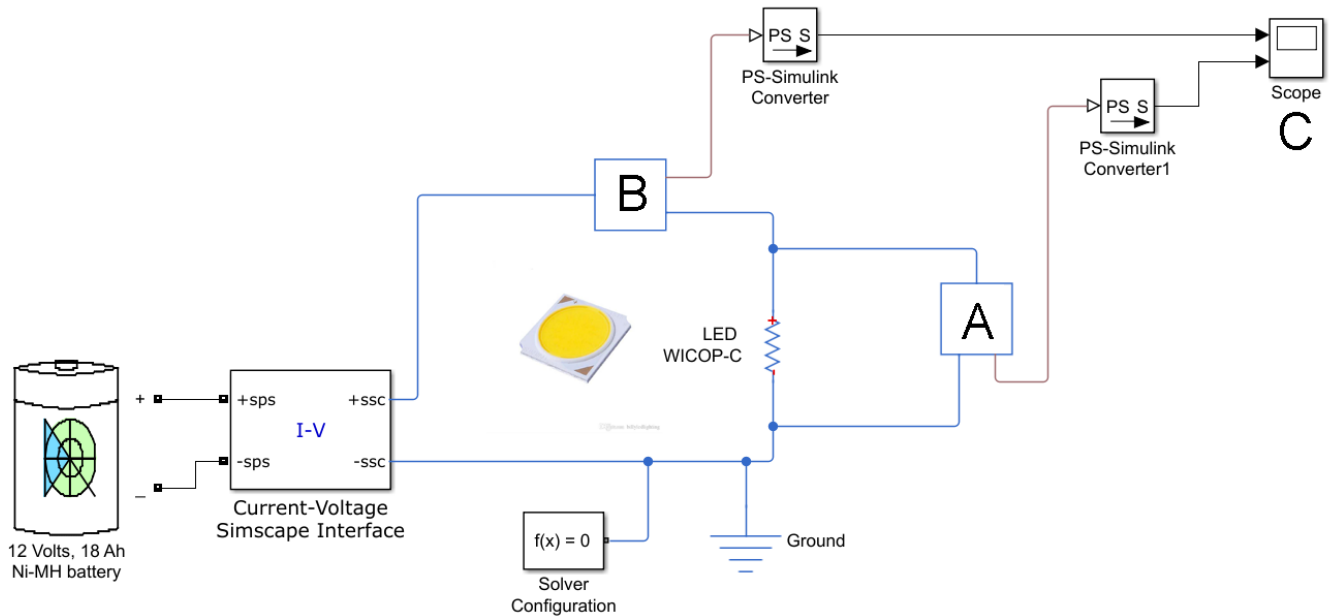 PS S
PS-Simulink
Converter
Scope
C
PS S
PS-Simulink
Converter1
B
A
LED
WICOP-C
+
+sps
+ssc
I-V
-sps
-ssc
_
Current-Voltage
Simscape Interface
12 Volts, 18 Ah
Ni-MH battery
f(x) = 0
Solver
Configuration
Ground